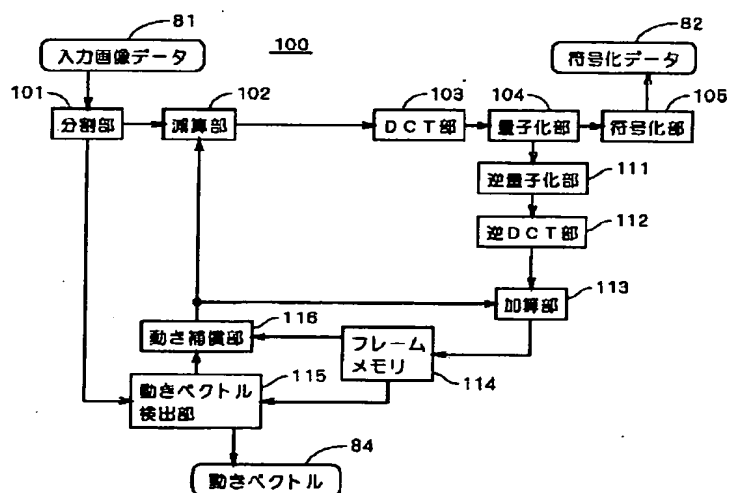 81
入力画像データ
100
82
符号化データ
101
分割部
102
減算部
103
DCT部
104
量子化部
105
符号化部
逆量子化部
111
逆DCT部
112
加算部
113
動き補償部
116
フレーム
メモリ
114
動きベクトル
検出部
115
84
動きベクトル